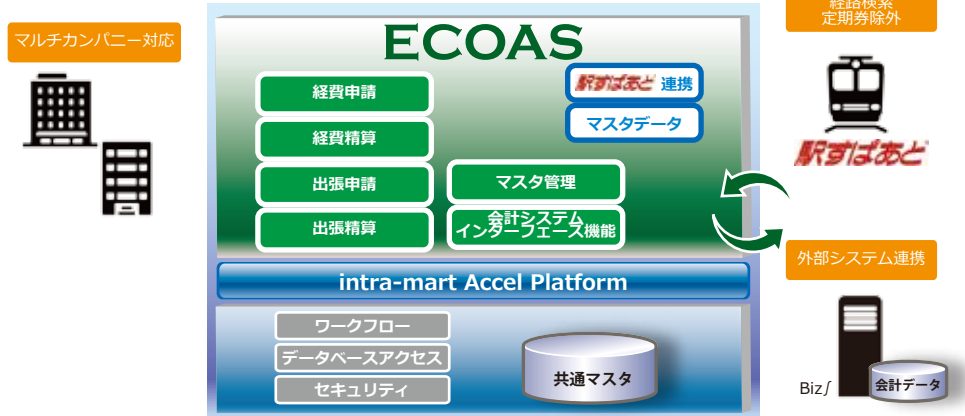 マルチカンパニー対応
ECOAS
経費申請
経費精算
出張申請
出張精算
駅すぱあと 連携
マスタデータ
マスタ管理
会計システム
インターフェース機能
intra-mart Accel Platform
ワークフロー
データベースアクセス
セキュリティ
共通マスタ
経路検索
定期券除外
駅すぱあと
外部システム連携
Biz∫
会計データ